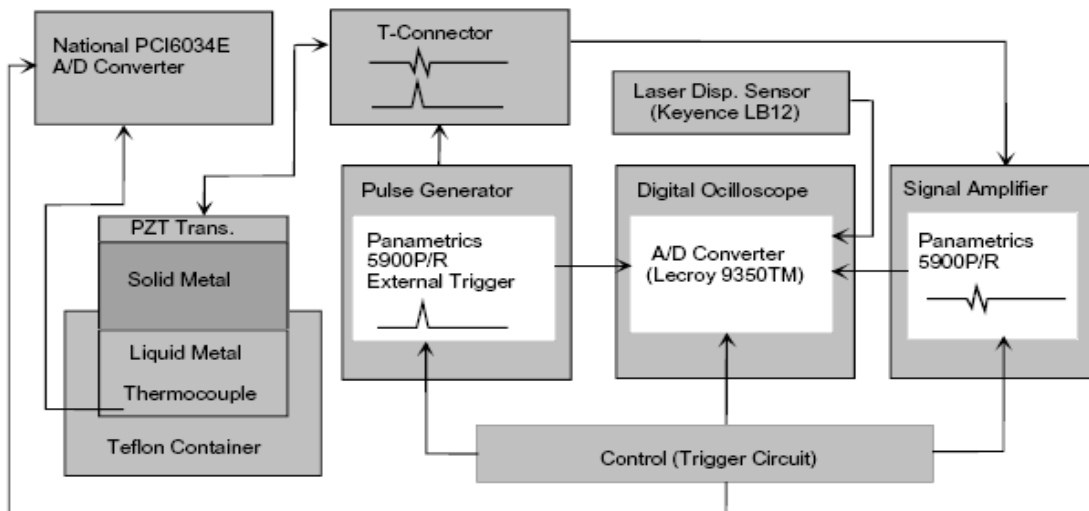 National PCI6034E
A/D Converter
T-Connector
Laser Disp. Sensor
(Keyence LB12)
Pulse Generator
Panametrics
5900P/R
External Trigger
Digital Ocilloscope
A/D Converter
(Lecroy 9350TM)
Signal Amplifier
Panametrics
5900P/R
PZT Trans.
Solid Metal
Liquid Metal
Thermocouple
Teflon Container
Control (Trigger Circuit)